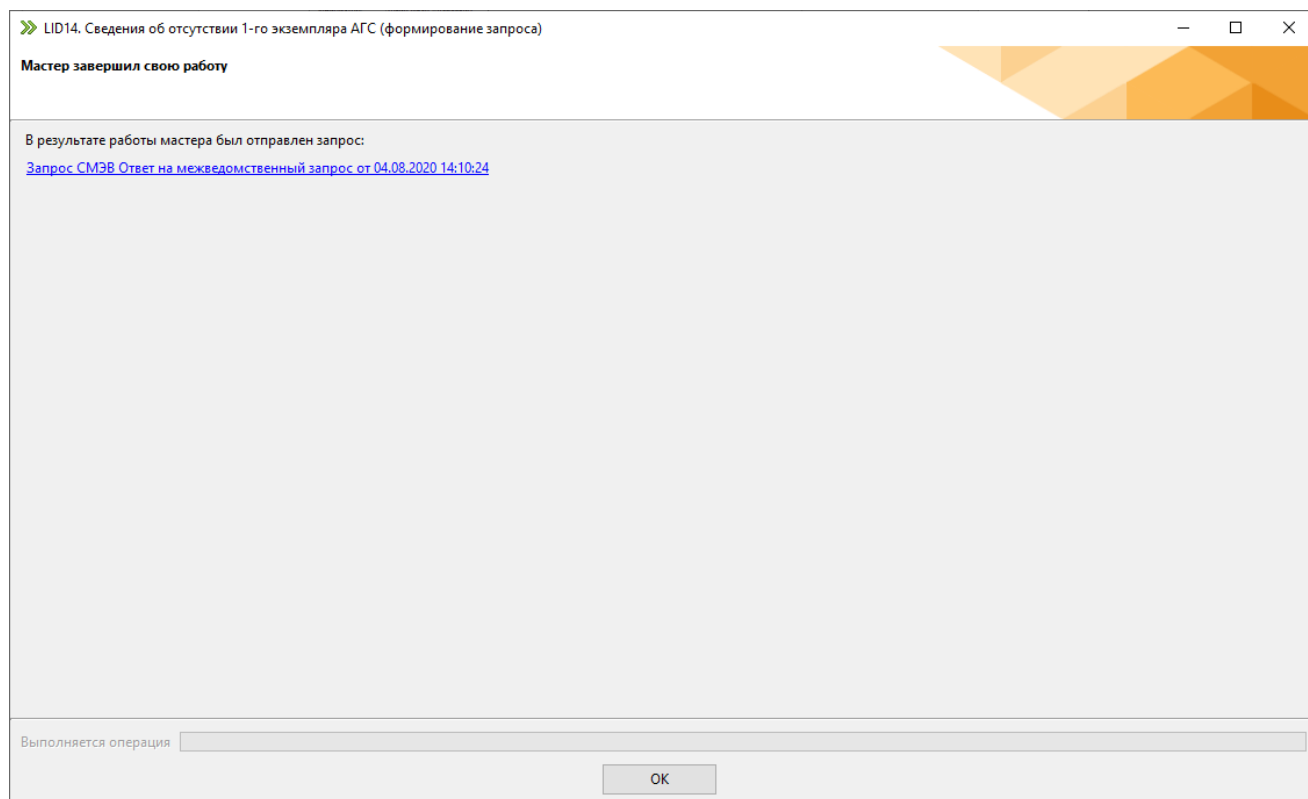 LID14. Сведения об отсутствии 1-го экземпляра АГС (формирование запроса)
Мастер завершил свою работу
В результате работы мастера был отправлен запрос:
Запрос СМЭВ Ответ на межведомственный запрос от 04.08.2020 14:10:24
Выполняется операция
ОК